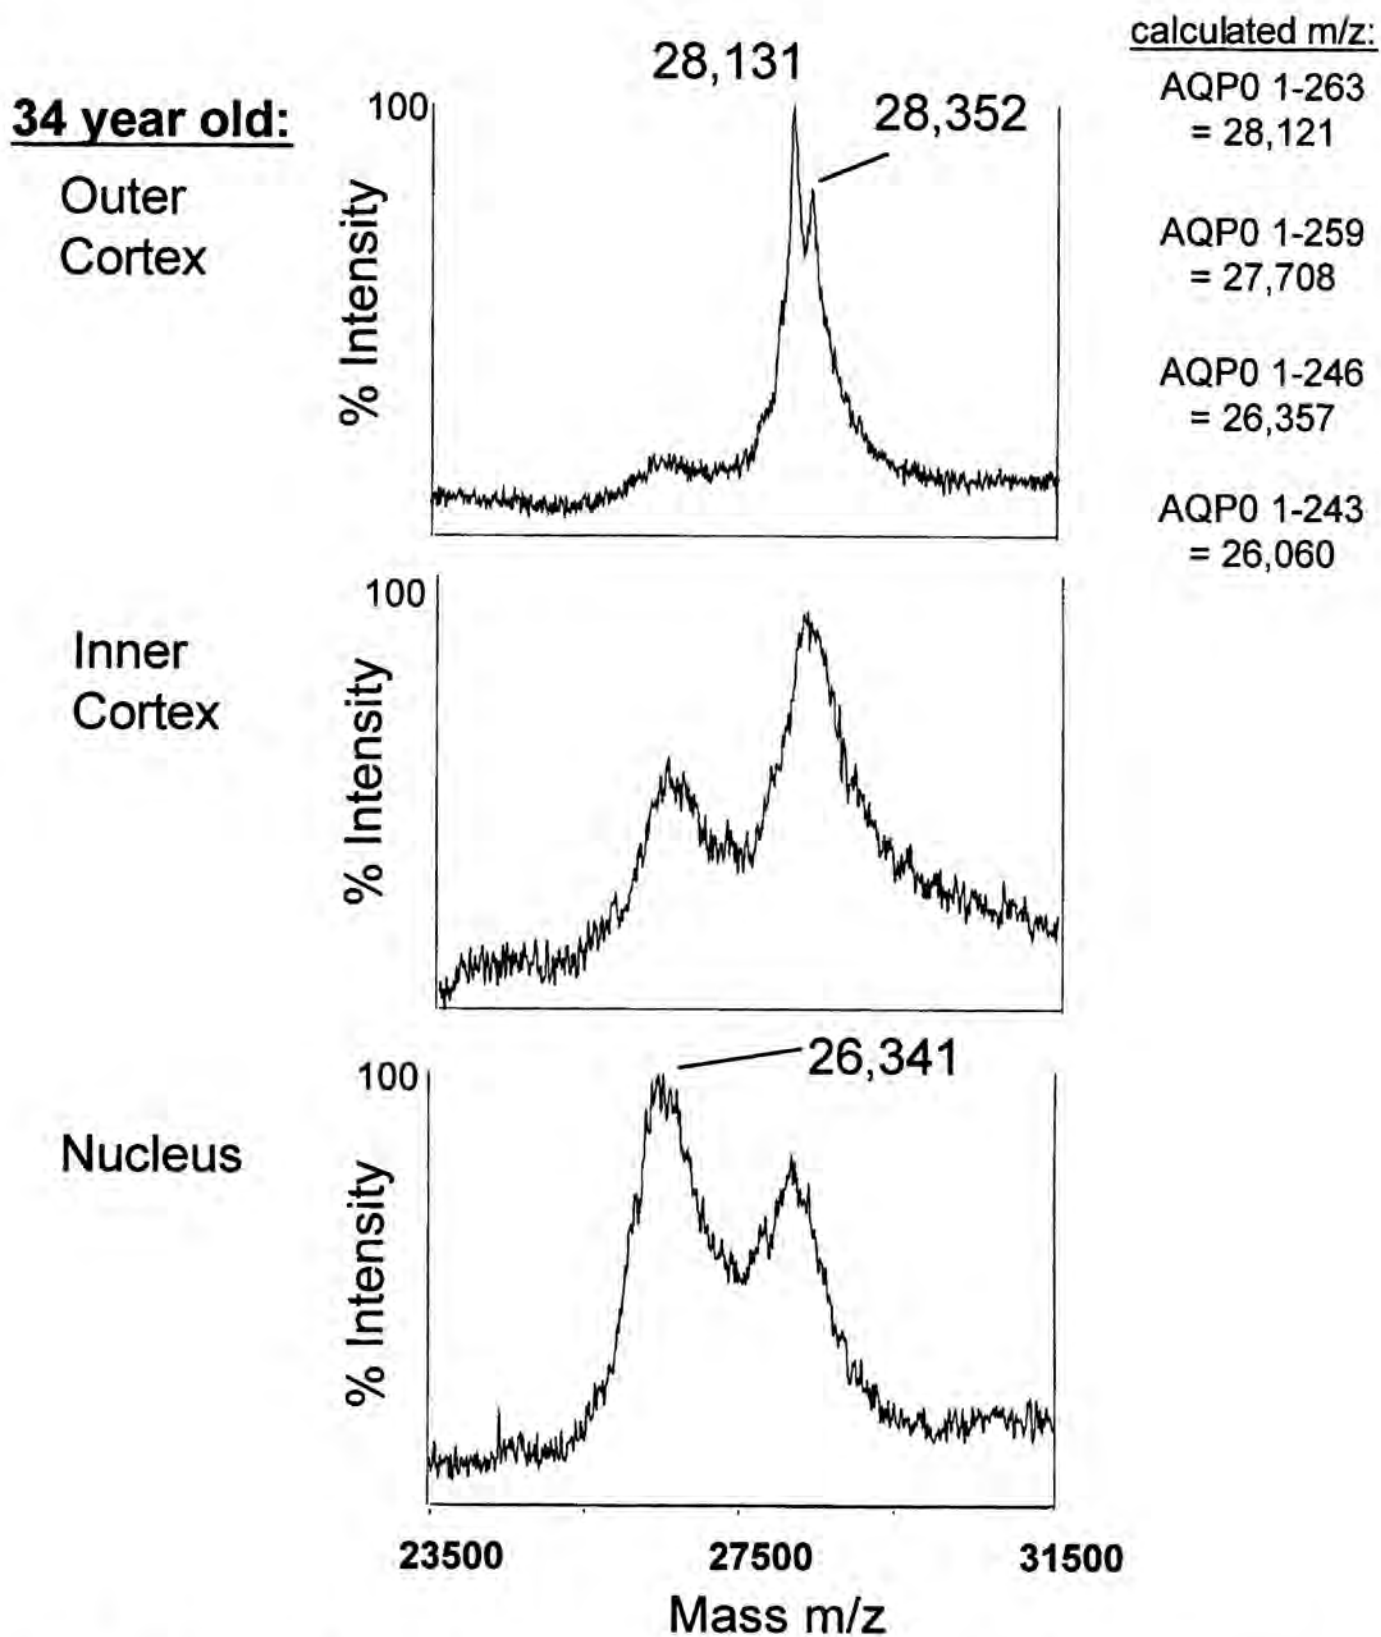 34 year old:
Outer
Cortex
100
% Intensity
28,131
28,352
calculated m/z:
AQP0 1-263
= 28,121
AQP0 1-259
= 27,708
AQP0 1-246
= 26,357
AQP0 1-243
= 26,060
Inner
Cortex
100
% Intensity
Nucleus
100
% Intensity
26,341
23500
27500
31500
Mass m/z